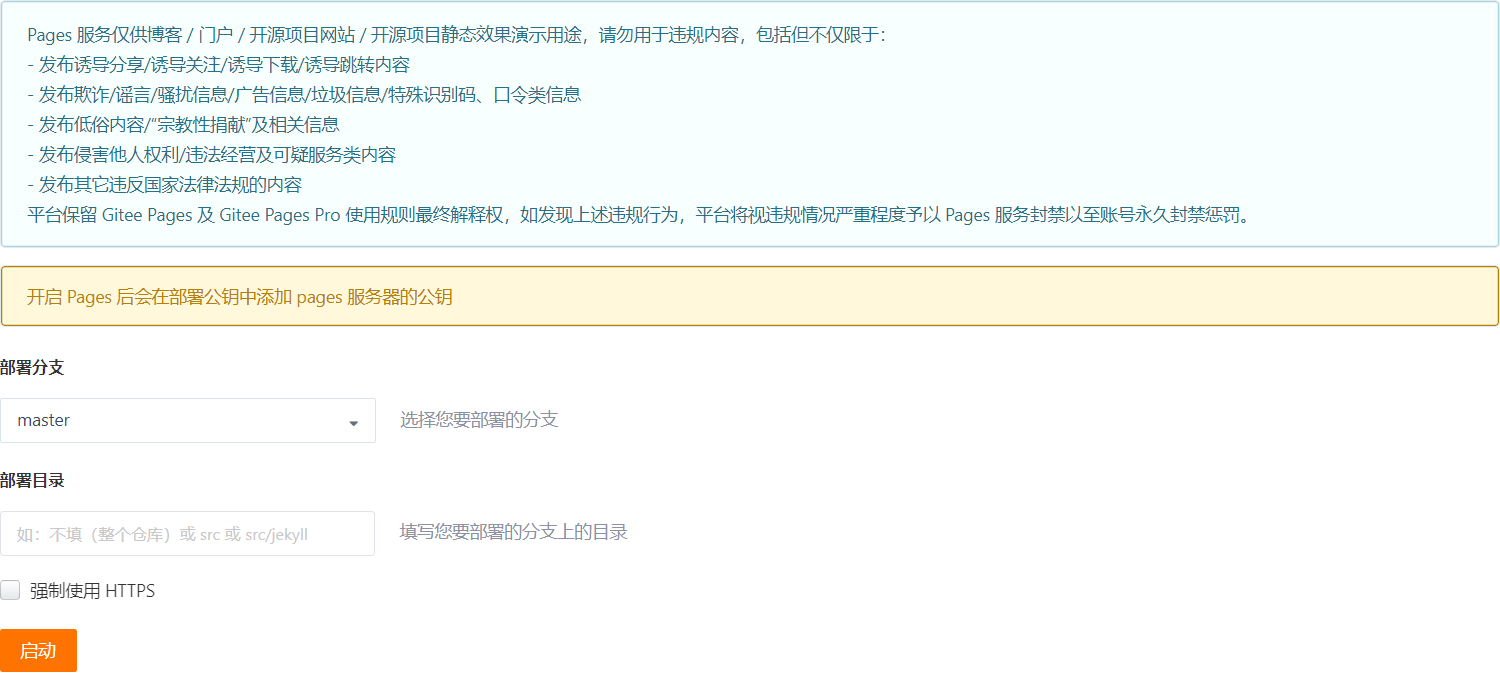 Pages 服务仅供博客 / 门户 / 开源项目网站 / 开源项目静态效果演示用途，请勿用于违规内容，包括但不仅限于：
- 发布诱导分享/诱导关注/诱导下载/诱导跳转内容
- 发布欺诈/谣言/骚扰信息/广告信息/垃圾信息/特殊识别码、口令类信息
- 发布低俗内容/“宗教性捐献”及相关信息
- 发布侵害他人权利/违法经营及可疑服务类内容
- 发布其它违反国家法律法规的内容
平台保留 Gitee Pages 及 Gitee Pages Pro 使用规则最终解释权，如发现上述违规行为，平台将视违规情况严重程度予以 Pages 服务封禁以至账号永久封禁惩罚。
开启 Pages 后会在部署公钥中添加 pages 服务器的公钥
部署分支
master 选择您要部署的分支
部署目录
如：不填（整个仓库）或 src 或 src/jekyll 填写您要部署的分支上的目录
强制使用 HTTPS
启动